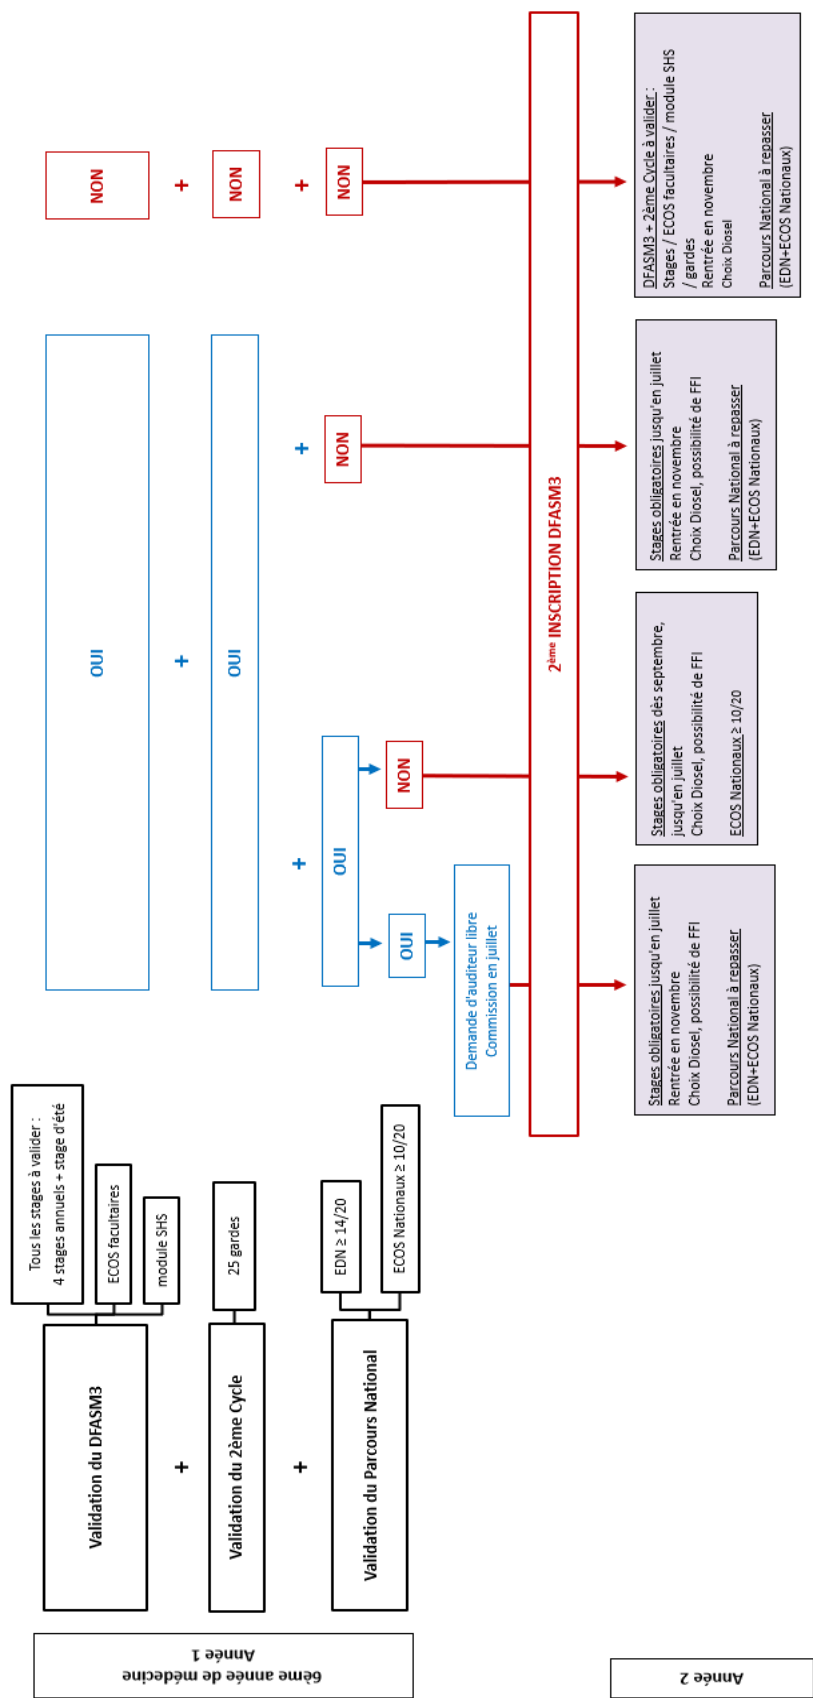 6ème année de médecine
Année 1
Validation du DFASM3
Tous les stages à valider :
4 stages annuels + stage d'été
ECOS facultaires
module SHS
OUI
NON
+
+
+
Validation du 2ème Cycle
25 gardes
OUI
NON
+
+
+
+
Validation du Parcours National
EDN ≥ 14/20
ECOS Nationaux ≥ 10/20
OUI
NON
NON
OUI
NON
Demande d'auditeur libre
Commission en juillet
2ème INSCRIPTION DFASM3
Année 2
Stages obligatoires jusqu'en juillet
Rentrée en novembre
Choix Diosel, possibilité de FFI
Parcours National à repasser
(EDN+ECOS Nationaux)
Stages obligatoires dès septembre,
jusqu'en juillet
Choix Diosel, possibilité de FFI
ECOS Nationaux ≥ 10/20
Stages obligatoires jusqu'en juillet
Rentrée en novembre
Choix Diosel, possibilité de FFI
Parcours National à repasser
(EDN+ECOS Nationaux)
DFASM3 + 2ème Cycle à valider :
Stages / ECOS facultaires / module SHS
/ gardes
Rentrée en novembre
Choix Diosel
Parcours National à repasser
(EDN+ECOS Nationaux)